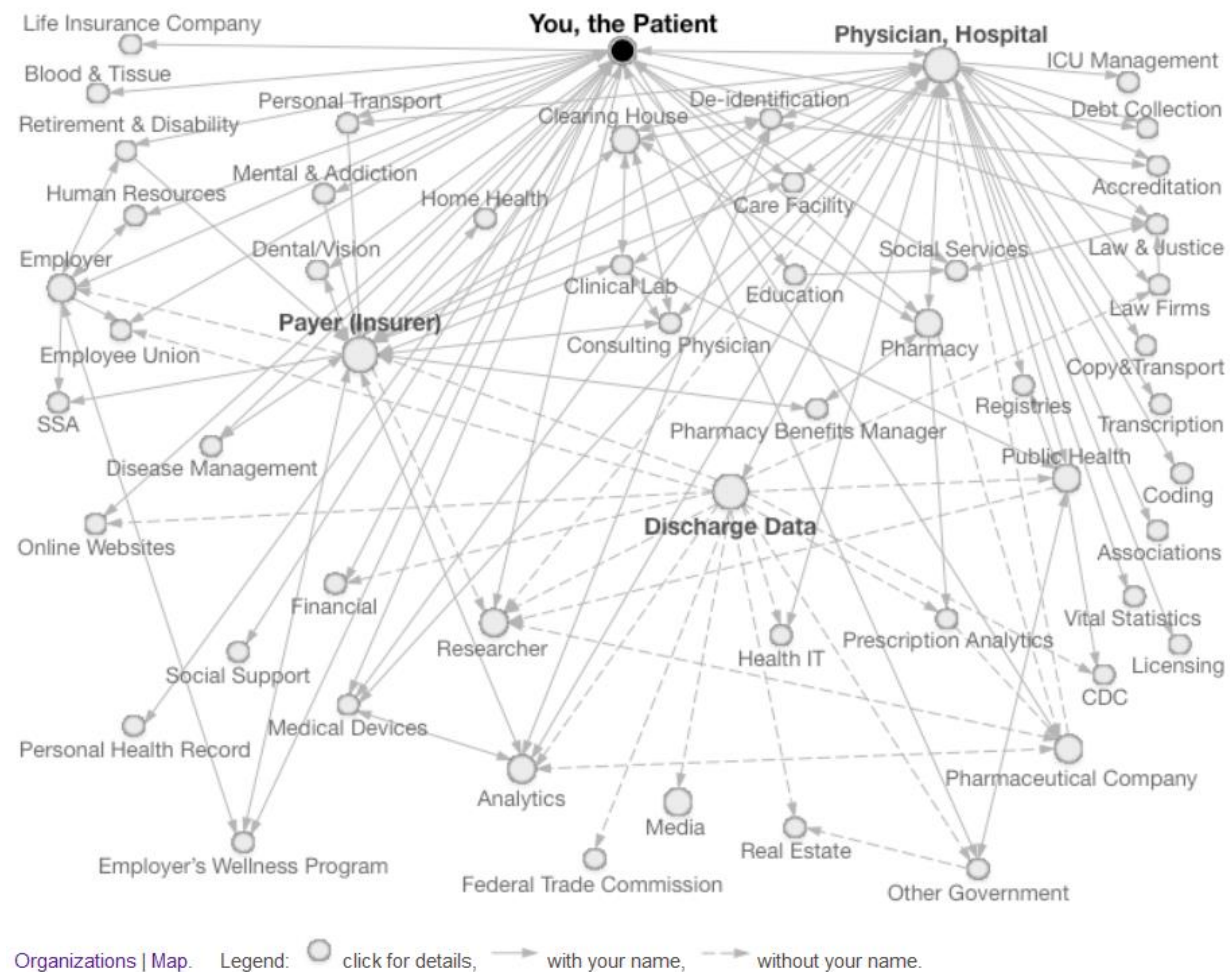 You, the Patient
Life Insurance Company
Physician, Hospital
ICU Management
Blood & Tissue
Personal Transport
De-identification
Debt Collection
Retirement & Disability
Clearing House
Mental & Addiction
Accreditation
Human Resources
Home Health
Care Facility
Employer
Dental/Vision
Social Services
Law & Justice
Clinical Lab
Education
Law Firms
Payer (Insurer)
Employee Union
Consulting Physician
Pharmacy
Copy&Transport
SSA
Registries
Transcription
Pharmacy Benefits Manager
Disease Management
Public Health
Coding
Discharge Data
Online Websites
Associations
Financial
Researcher
Health IT
Prescription Analytics
Vital Statistics
Social Support
Licensing
CDC
Medical Devices
Personal Health Record
Analytics
Pharmaceutical Company
Media
Real Estate
Employer's Wellness Program
Federal Trade Commission
Other Government
Organizations | Map. Legend: click for details, with your name, without your name.